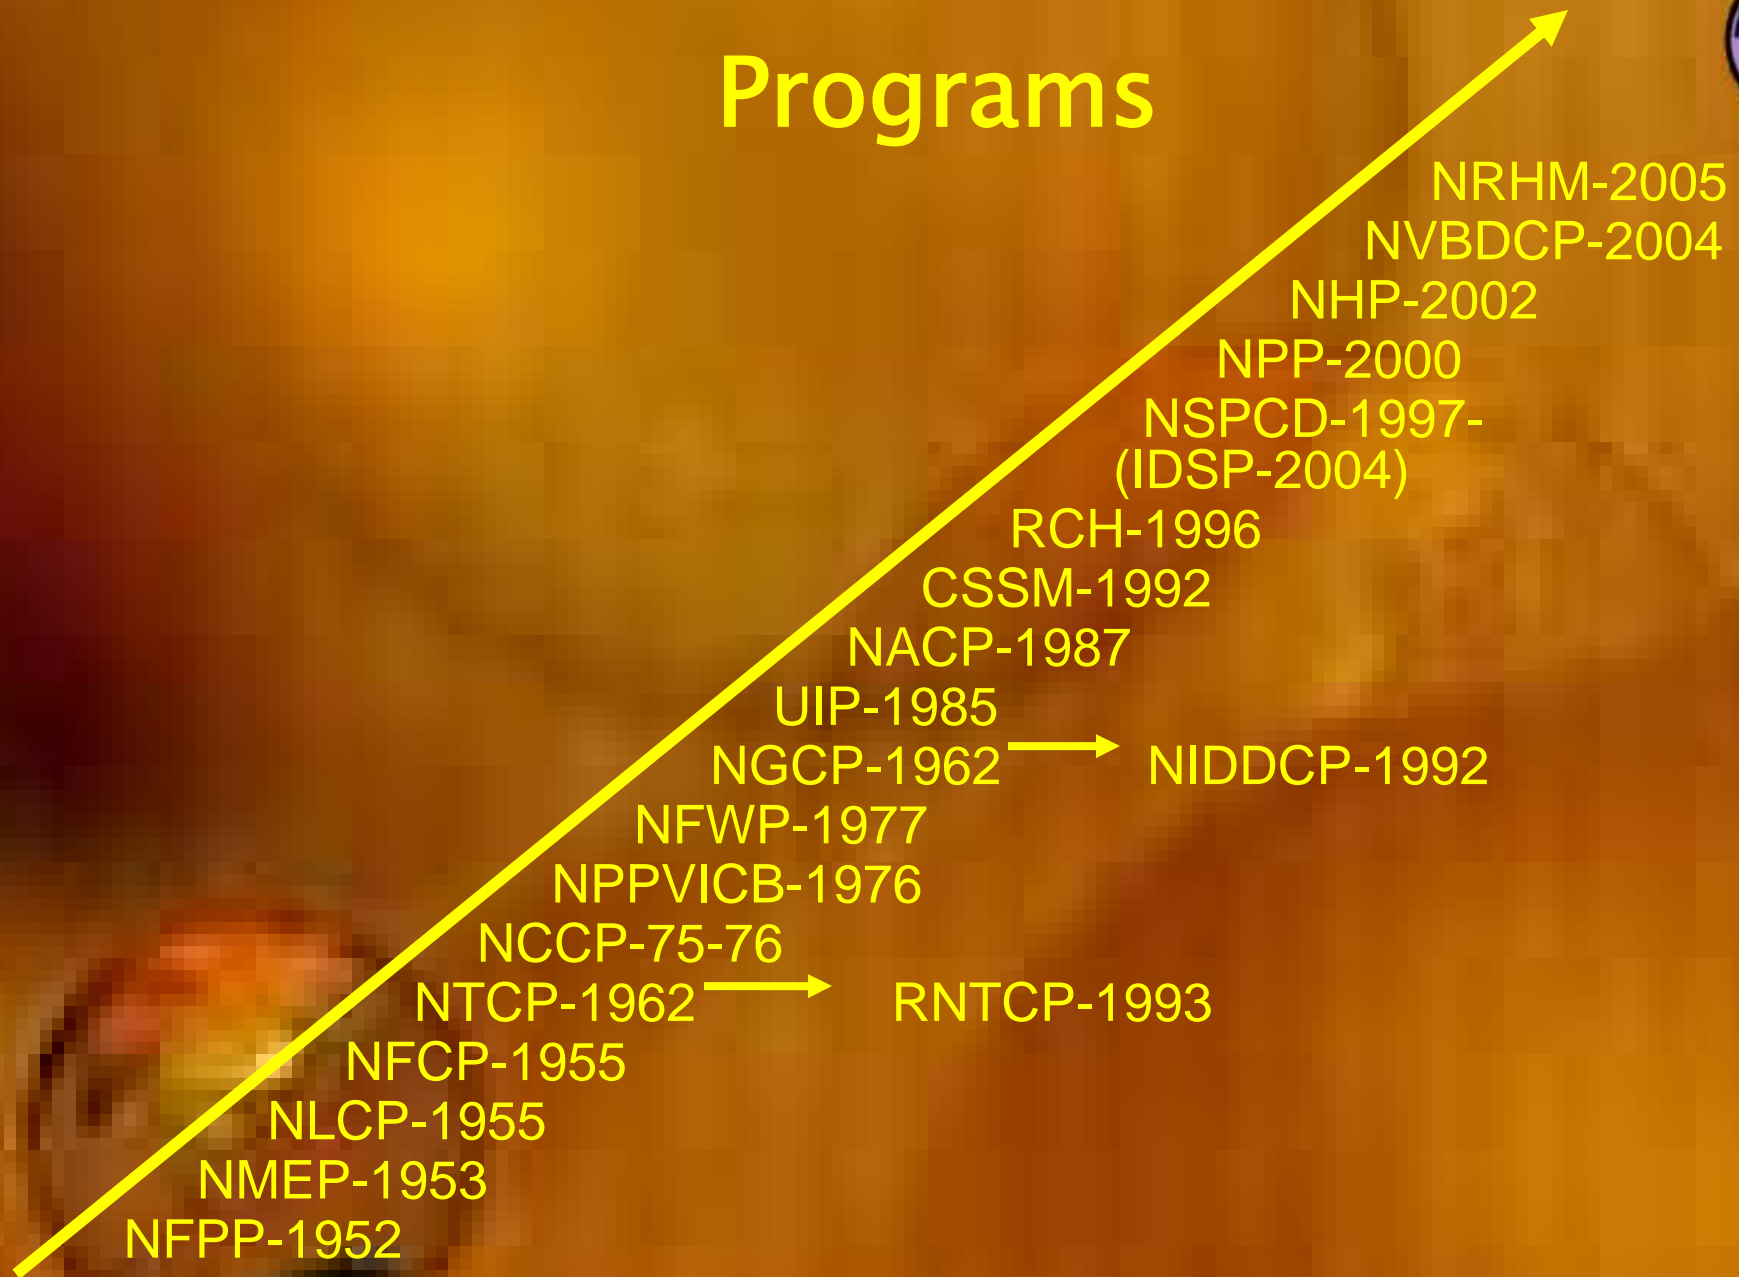 Programs
NRHM-2005
NVBDCP-2004
NHP-2002
NPP-2000
NSPCD-1997-
(IDSP-2004)
RCH-1996
CSSM-1992
NACP-1987
UIP-1985
NGCP-1962 NIDDCP-1992
NFWP-1977
NPPVICB-1976
NCCP-75-76
NTCP-1962 RNTCP-1993
NFCP-1955
NLCP-1955
NMEP-1953
NFPP-1952